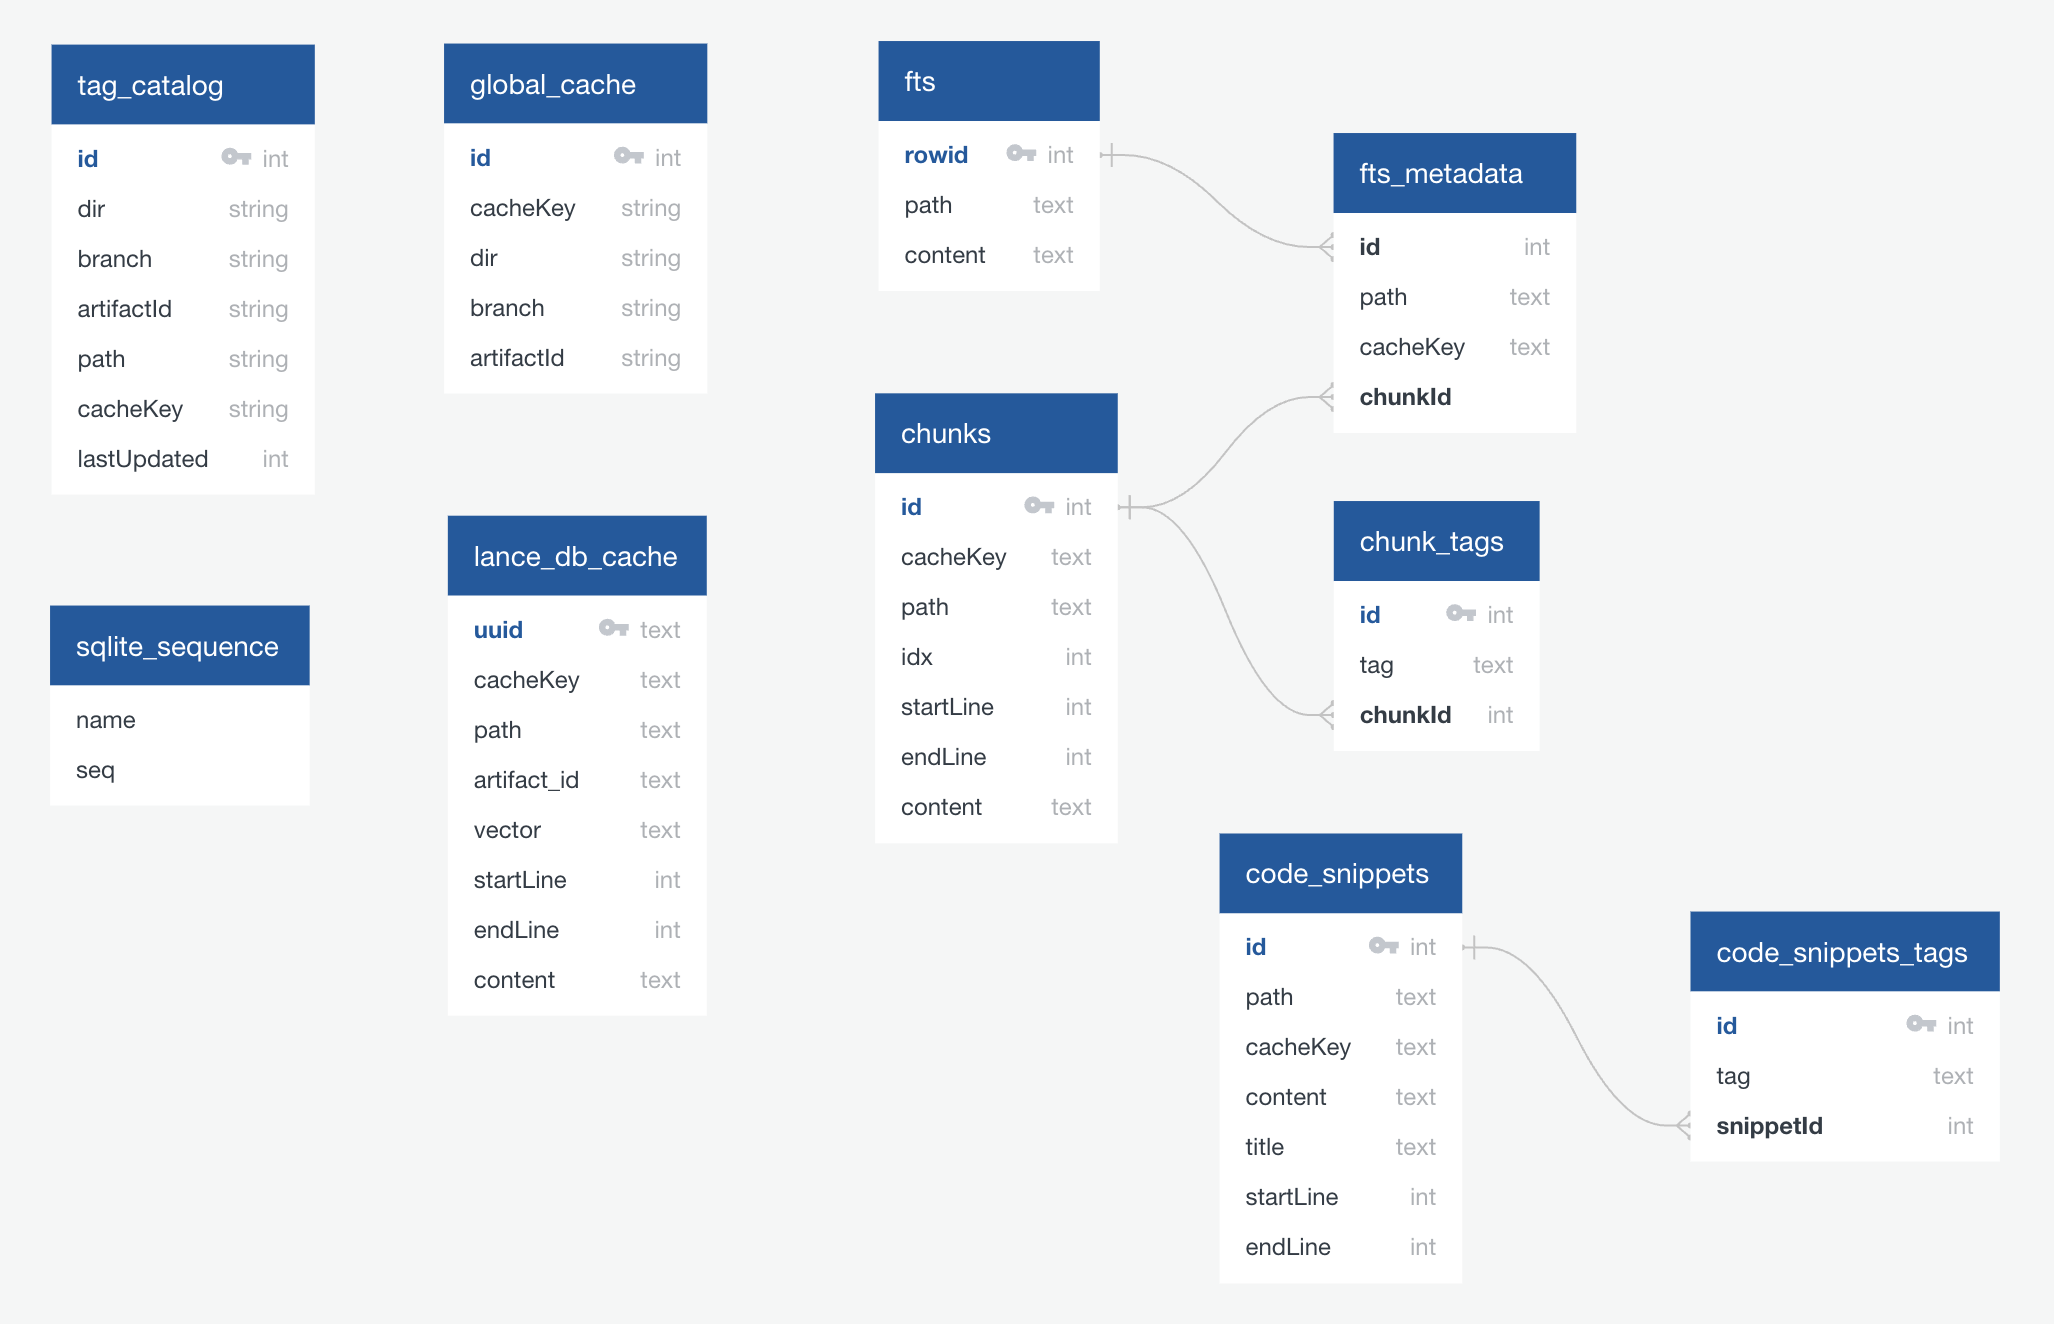 tag_catalog
id int
dir string
branch string
artifactId string
path string
cacheKey string
lastUpdated int
global_cache
id int
cacheKey string
dir string
branch string
artifactId string
fts
rowid int
path text
content text
fts_metadata
id int
path text
cacheKey text
chunkId
chunks
id int
cacheKey text
path text
idx int
startLine int
endLine int
content text
chunk_tags
id int
tag text
chunkId int
sqlite_sequence
name
seq
lance_db_cache
uuid text
cacheKey text
path text
artifact_id text
vector text
startLine int
endLine int
content text
code_snippets
id int
path text
cacheKey text
content text
title text
startLine int
endLine int
code_snippets_tags
id int
tag text
snippetId int